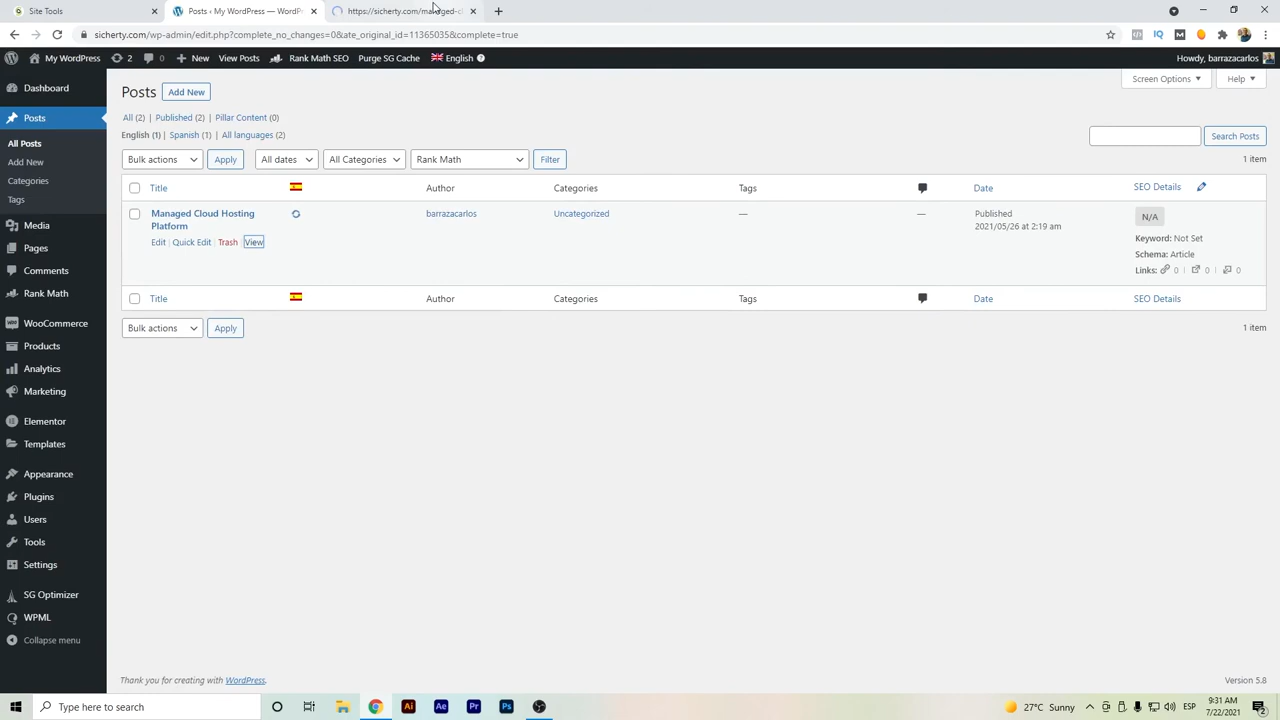 Site Tools
Posts ‹ My WordPress — WordP
https://sicherty.com/managed-cl
sicherty.com/wp-admin/edit.php?complete_no_changes=0&ate_original_id=11365035&complete=true
My WordPress 2 0 New View Posts Rank Math SEO Purge SG Cache English Howdy, barrazacarlos
Screen Options Help
Dashboard
Posts
All Posts
Add New
Categories
Tags
Media
Pages
Comments
Rank Math
WooCommerce
Products
Analytics
Marketing
Elementor
Templates
Appearance
Plugins
Users
Tools
Settings
SG Optimizer
WPML
Collapse menu
Posts Add New
All (2) | Published (2) | Pillar Content (0)
English (1) | Spanish (1) | All languages (2)
Search Posts
Bulk actions Apply All dates All Categories Rank Math Filter
1 item
Title Author Categories Tags Date SEO Details
Managed Cloud Hosting Platform
Edit | Quick Edit | Trash | View
barrazacarlos
Uncategorized
—
—
Published
2021/05/26 at 2:19 am
N/A
Keyword: Not Set
Schema: Article
Links: 0 | 0 | 0
Title Author Categories Tags Date SEO Details
Bulk actions Apply
1 item
Thank you for creating with WordPress.
Version 5.8
Type here to search
Ai Ae Pr Ps
27°C Sunny
ESP
9:31 AM
7/22/2021
2